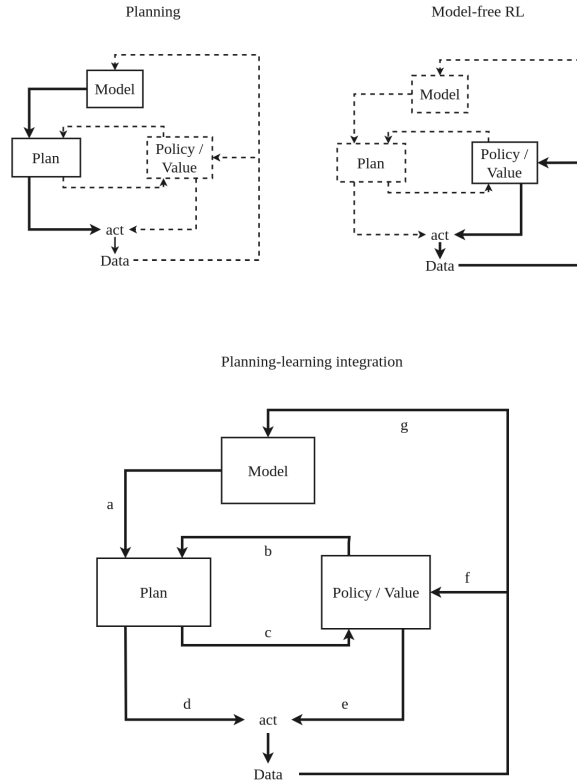 Planning
Model
Plan
Policy /
Value
act
Data
Model-free RL
Model
Plan
Policy /
Value
act
Data
Planning-learning integration
g
Model
a
b
Plan
Policy / Value
f
c
d
e
act
Data